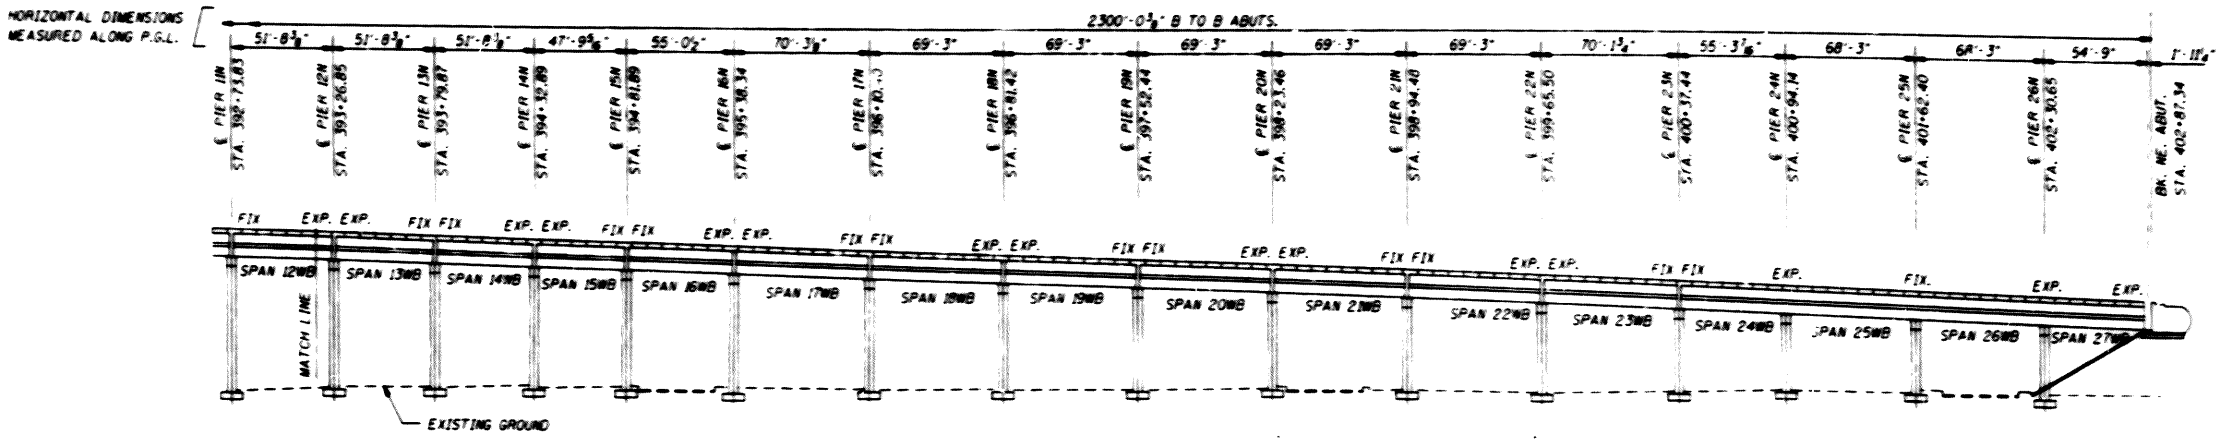 HORIZONTAL DIMENSIONS
MEASURED ALONG P.G.L.
2300'-0⅜" B TO B ABUTS.
51'-8⅜" 51'-8⅜" 51'-8⅜" 47'-9⁵⁄₁₆" 55'-0½" 70'-3⅛" 69'-3" 69'-3" 69'-3" 69'-3" 69'-3" 70'-1¾" 55'-3⁷⁄₁₆" 68'-3" 68'-3" 54'-9" 1'-11¼"
℄ PIER 11N
STA. 392+73.83
℄ PIER 12N
STA. 393+26.85
℄ PIER 13N
STA. 393+79.87
℄ PIER 14N
STA. 394+32.89
℄ PIER 15N
STA. 394+81.89
℄ PIER 16N
STA. 395+38.34
℄ PIER 17N
STA. 396+10.
℄ PIER 18N
STA. 396+81.42
℄ PIER 19N
STA. 397+52.44
℄ PIER 20N
STA. 398+23.46
℄ PIER 21N
STA. 398+94.48
℄ PIER 22N
STA. 399+65.50
℄ PIER 23N
STA. 400+37.44
℄ PIER 24N
STA. 400+94.14
℄ PIER 25N
STA. 401+62.40
℄ PIER 26N
STA. 402+30.65
BK. NE. ABUT.
STA. 402+87.34
FIX EXP. EXP. FIX FIX EXP. EXP. FIX FIX EXP. EXP. FIX FIX EXP. EXP. FIX FIX EXP. EXP. FIX FIX EXP. EXP. FIX FIX EXP. FIX. EXP. EXP.
SPAN 12WB SPAN 13WB SPAN 14WB SPAN 15WB SPAN 16WB SPAN 17WB SPAN 18WB SPAN 19WB SPAN 20WB SPAN 21WB SPAN 22WB SPAN 23WB SPAN 24WB SPAN 25WB SPAN 26WB SPAN 27WB
MATCH LINE
EXISTING GROUND